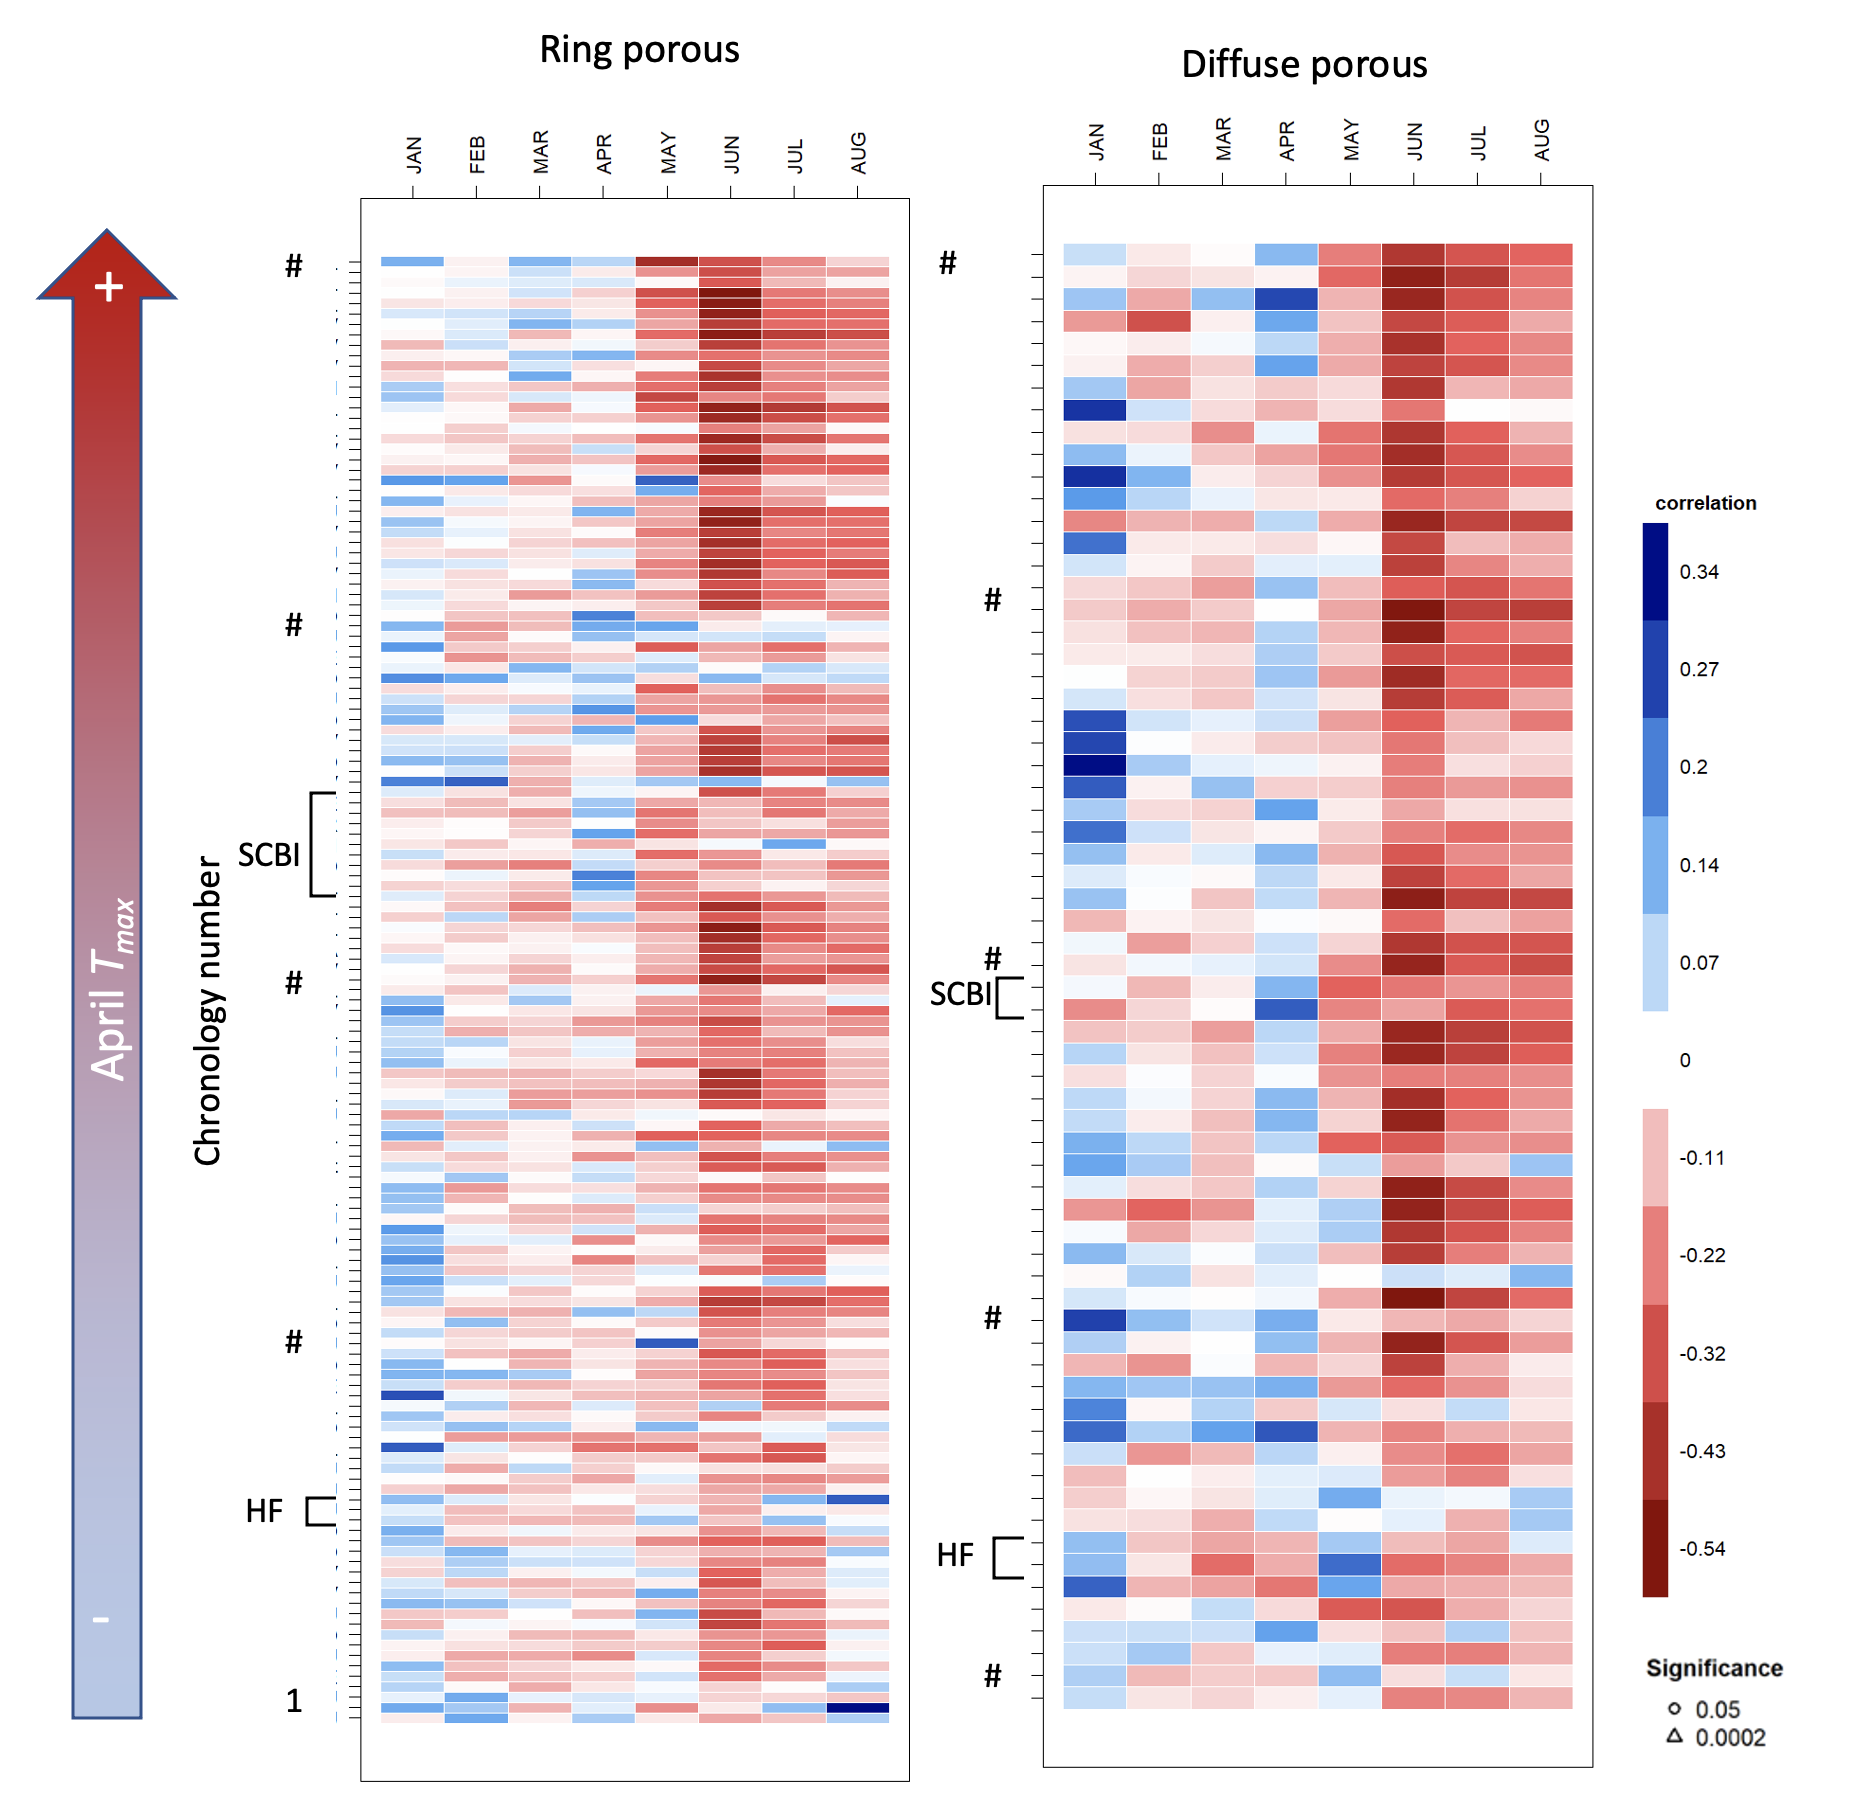 Ring porous
Diffuse porous
JAN FEB MAR APR MAY JUN JUL AUG
JAN FEB MAR APR MAY JUN JUL AUG
+
April Tmax
-
Chronology number
#
#
SCBI
#
#
HF
1
#
#
#
SCBI
#
HF
#
correlation
0.34
0.27
0.2
0.14
0.07
0
-0.11
-0.22
-0.32
-0.43
-0.54
Significance
0.05
0.0002